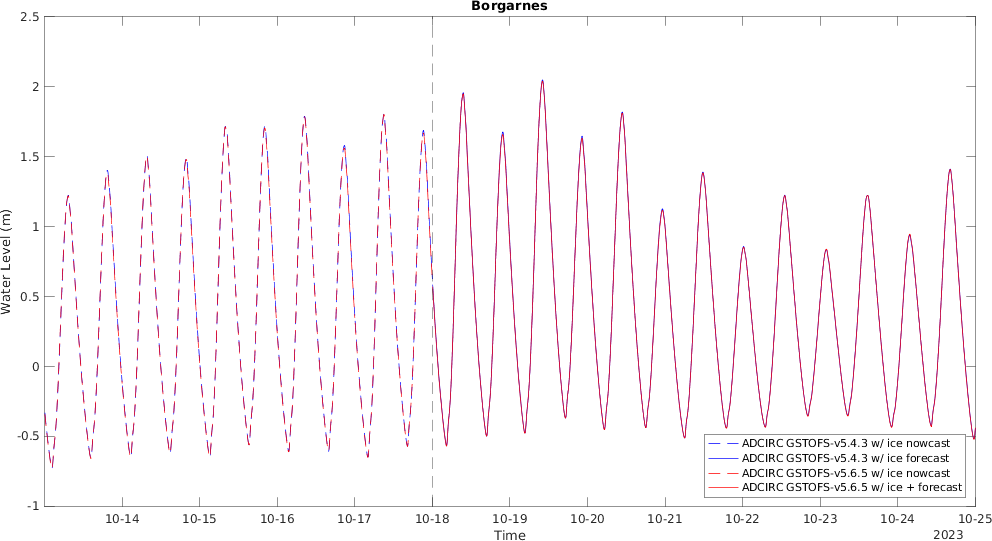 Borgarnes
2.5
2
1.5
1
0.5
0
-0.5
-1
Water Level (m)
ADCIRC GSTOFS-v5.4.3 w/ ice nowcast
ADCIRC GSTOFS-v5.4.3 w/ ice forecast
ADCIRC GSTOFS-v5.6.5 w/ ice nowcast
ADCIRC GSTOFS-v5.6.5 w/ ice + forecast
10-14 10-15 10-16 10-17 10-18 10-19 10-20 10-21 10-22 10-23 10-24 10-25
Time
2023